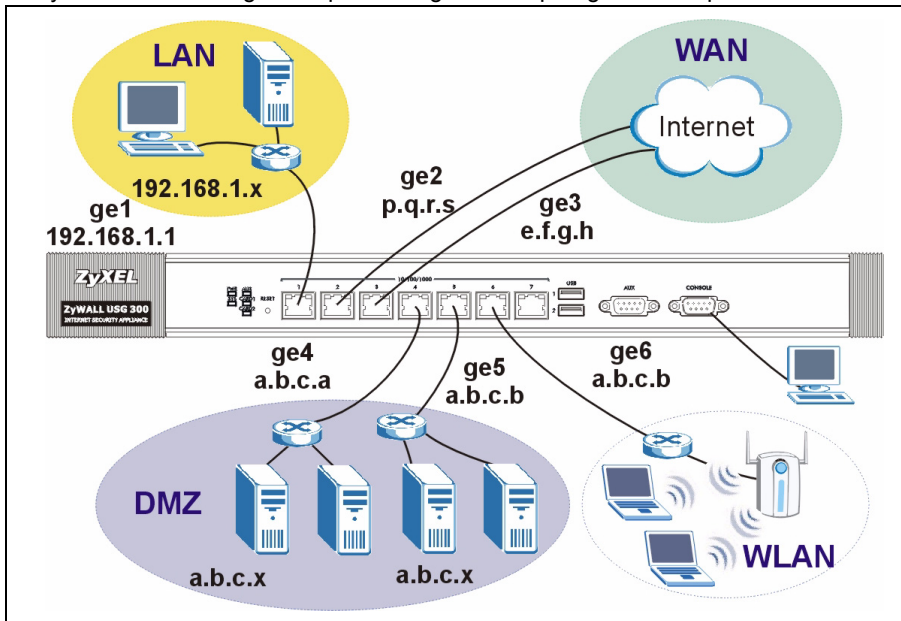 LAN
WAN
Internet
192.168.1.x
ge1
192.168.1.1
ge2
p.q.r.s
ge3
e.f.g.h
ZyXEL
ZyWALL USG 300
INTERNET SECURITY APPLIANCE
RESET
10/100/1000
1 2 3 4 5 6 7
USB
1
2
AUX
CONSOLE
ge4
a.b.c.a
ge5
a.b.c.b
ge6
a.b.c.b
DMZ
a.b.c.x
a.b.c.x
WLAN